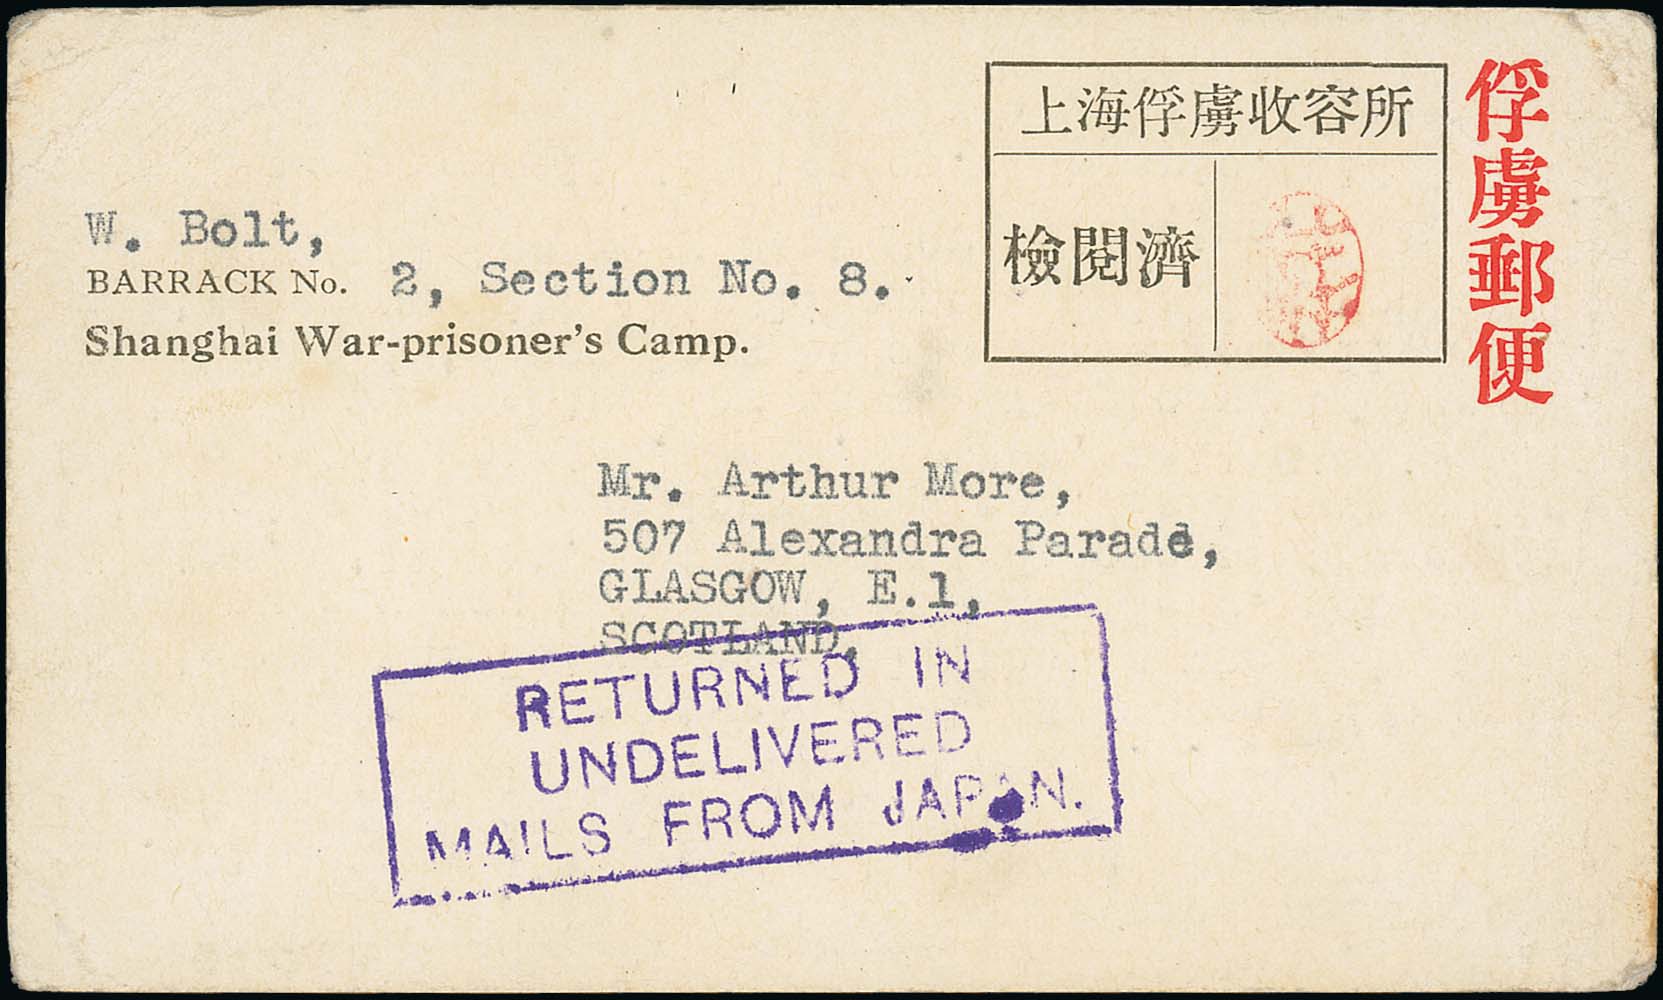 W. Bolt,
BARRACK No. 2, Section No. 8.
Shanghai War-prisoner's Camp.
上海俘虜收容所
檢閱濟
俘虜郵便
Mr. Arthur More,
507 Alexandra Parade,
GLASGOW, E.1,
SCOTLAND,
RETURNED IN
UNDELIVERED
MAILS FROM JAPAN.